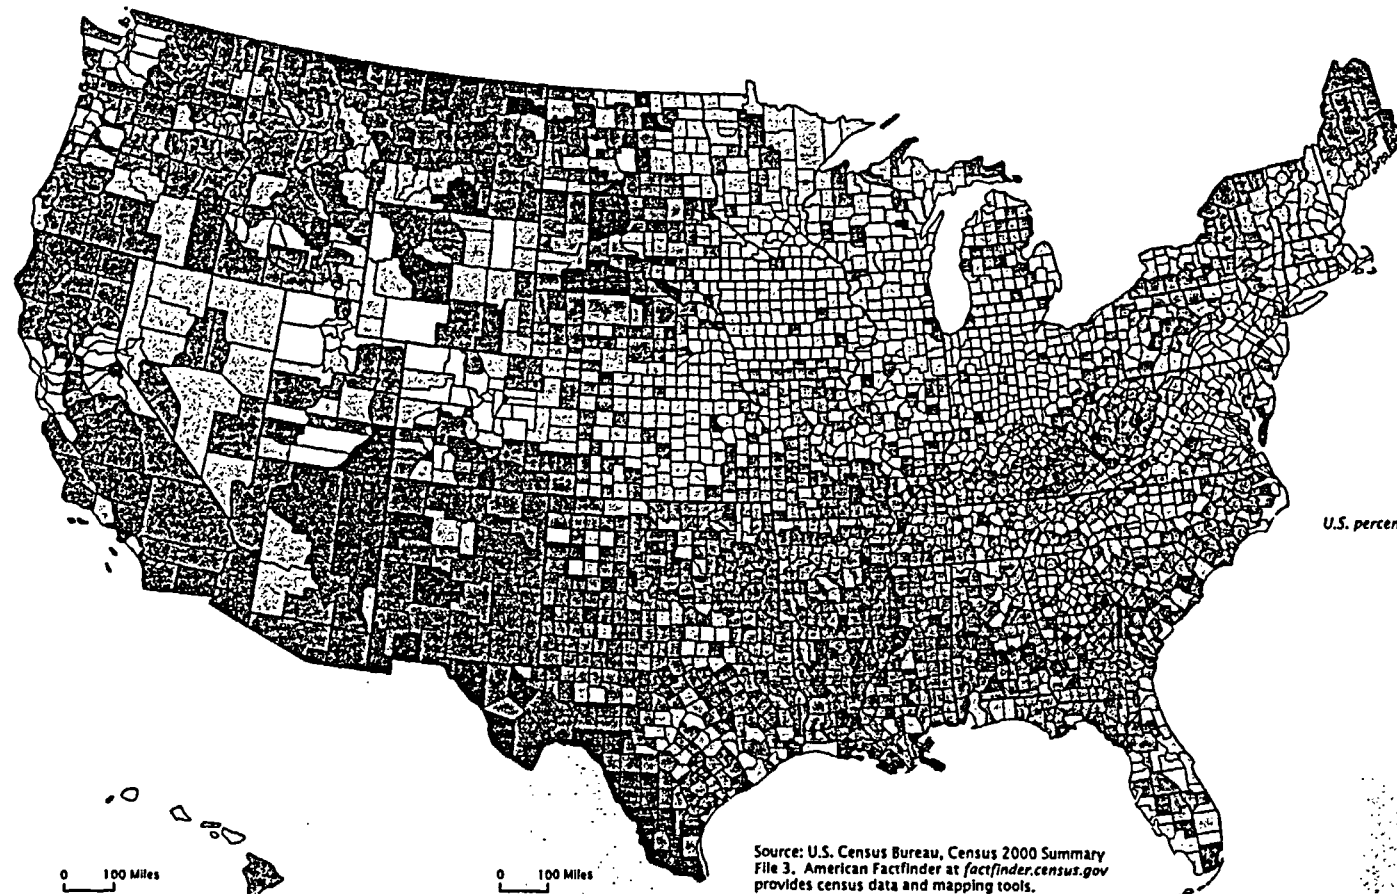 U.S. percen
0 100 Miles
0 100 Miles
Source: U.S. Census Bureau, Census 2000 Summary
File 3. American Factfinder at factfinder.census.gov
provides census data and mapping tools.